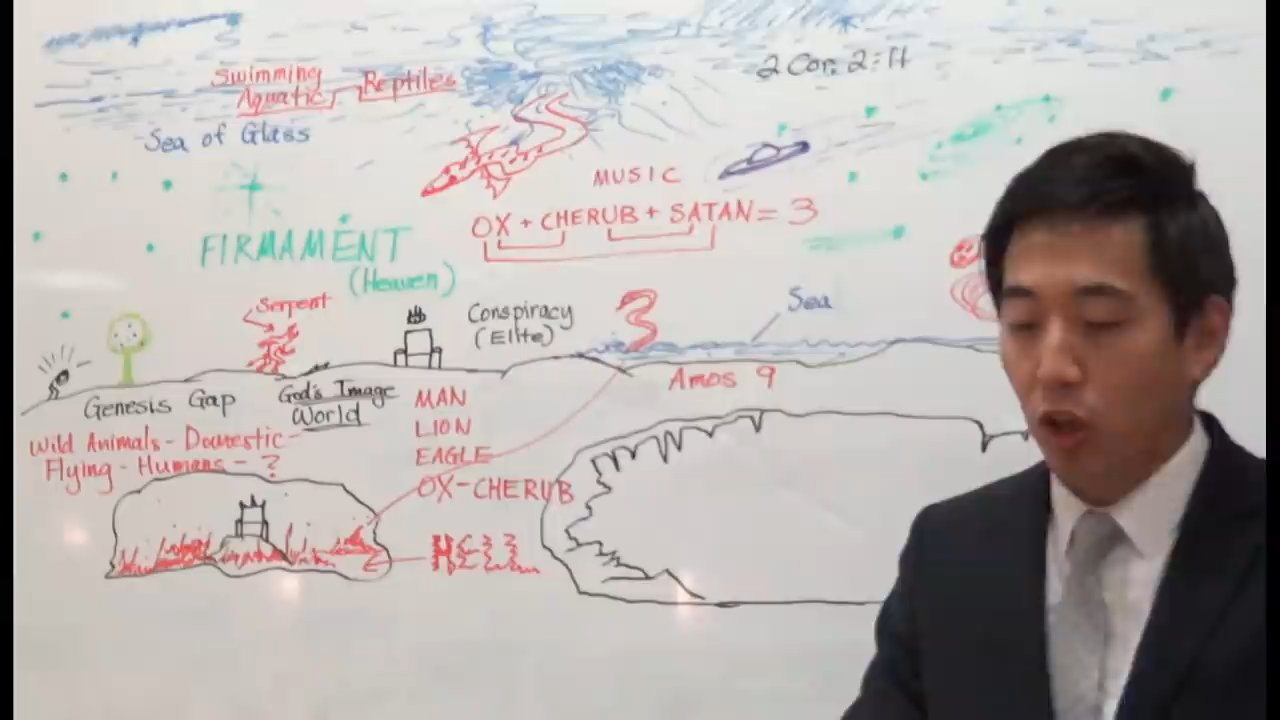 2 Cor. 2:11
Swimming
Aquatic
Reptiles
Sea of Glass
MUSIC
OX + CHERUB + SATAN = 3
FIRMAMENT
(Heaven)
Serpent
Conspiracy
(Elite)
Sea
Genesis Gap
God's Image
World
Amos 9
Wild Animals - Domestic -
Flying - Humans - ?
MAN
LION
EAGLE
OX-CHERUB
HELL